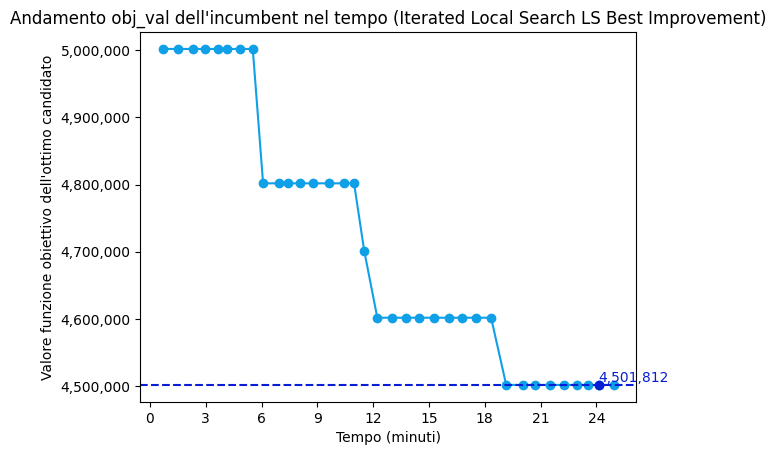 Andamento obj_val dell'incumbent nel tempo (Iterated Local Search LS Best Improvement)
Valore funzione obiettivo dell'ottimo candidato
5,000,000
4,900,000
4,800,000
4,700,000
4,600,000
4,500,000
4,501,812
0 3 6 9 12 15 18 21 24
Tempo (minuti)